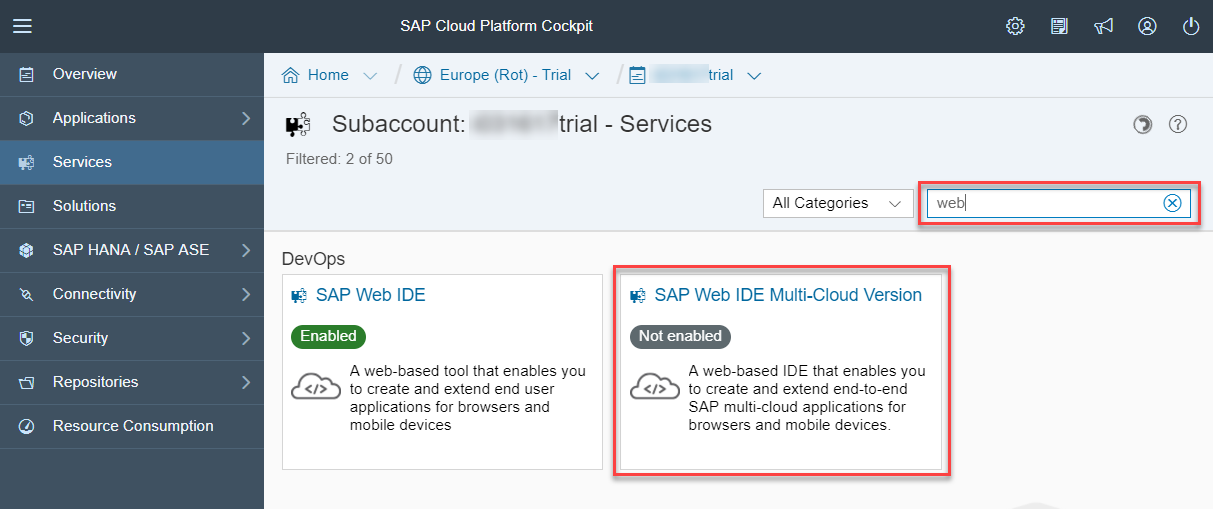 SAP Cloud Platform Cockpit
Overview
Applications
Services
Solutions
SAP HANA / SAP ASE
Connectivity
Security
Repositories
Resource Consumption
Home / Europe (Rot) - Trial / trial
Subaccount: trial - Services
Filtered: 2 of 50
All Categories
web
DevOps
SAP Web IDE
Enabled
A web-based tool that enables you
to create and extend end user
applications for browsers and
mobile devices
SAP Web IDE Multi-Cloud Version
Not enabled
A web-based IDE that enables you
to create and extend end-to-end
SAP multi-cloud applications for
browsers and mobile devices.